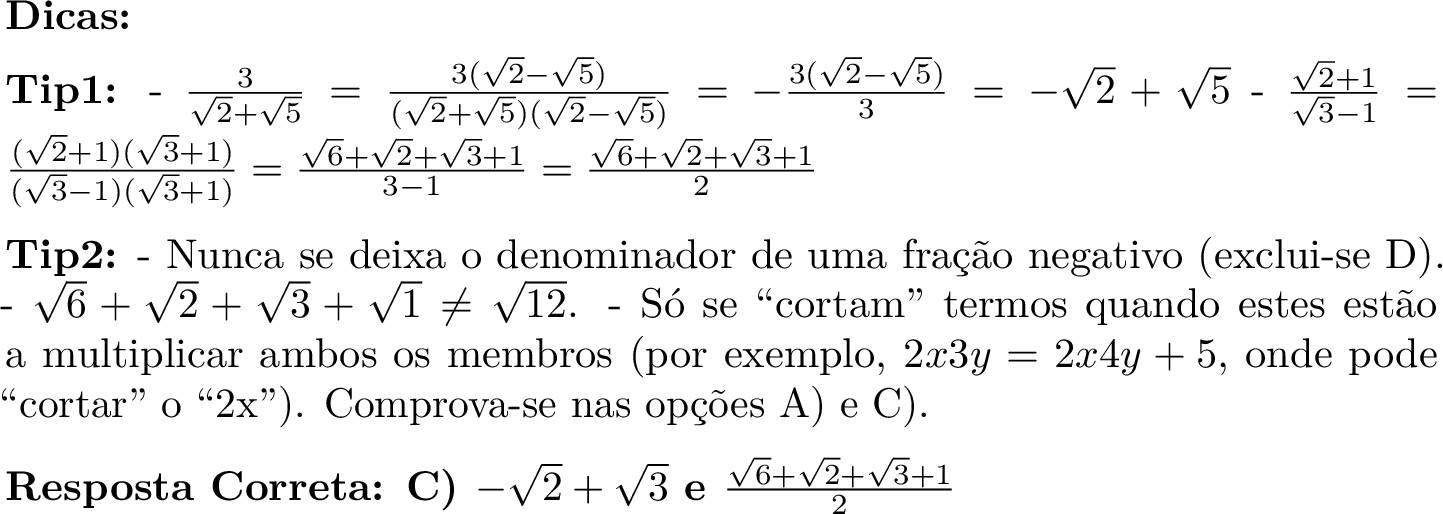 Dicas:
Tip1: - $\frac{3}{\sqrt{2}+\sqrt{5}} = \frac{3(\sqrt{2}-\sqrt{5})}{(\sqrt{2}+\sqrt{5})(\sqrt{2}-\sqrt{5})} = -\frac{3(\sqrt{2}-\sqrt{5})}{3} = -\sqrt{2}+\sqrt{5}$ - $\frac{\sqrt{2}+1}{\sqrt{3}-1} =$
$\frac{(\sqrt{2}+1)(\sqrt{3}+1)}{(\sqrt{3}-1)(\sqrt{3}+1)} = \frac{\sqrt{6}+\sqrt{2}+\sqrt{3}+1}{3-1} = \frac{\sqrt{6}+\sqrt{2}+\sqrt{3}+1}{2}$
Tip2: - Nunca se deixa o denominador de uma fração negativo (exclui-se D).
- $\sqrt{6}+\sqrt{2}+\sqrt{3}+\sqrt{1} \neq \sqrt{12}$. - Só se “cortam” termos quando estes estão
a multiplicar ambos os membros (por exemplo, $2x3y = 2x4y + 5$, onde pode
“cortar” o “2x”). Comprova-se nas opções A) e C).
Resposta Correta: C) $-\sqrt{2}+\sqrt{3}$ e $\frac{\sqrt{6}+\sqrt{2}+\sqrt{3}+1}{2}$